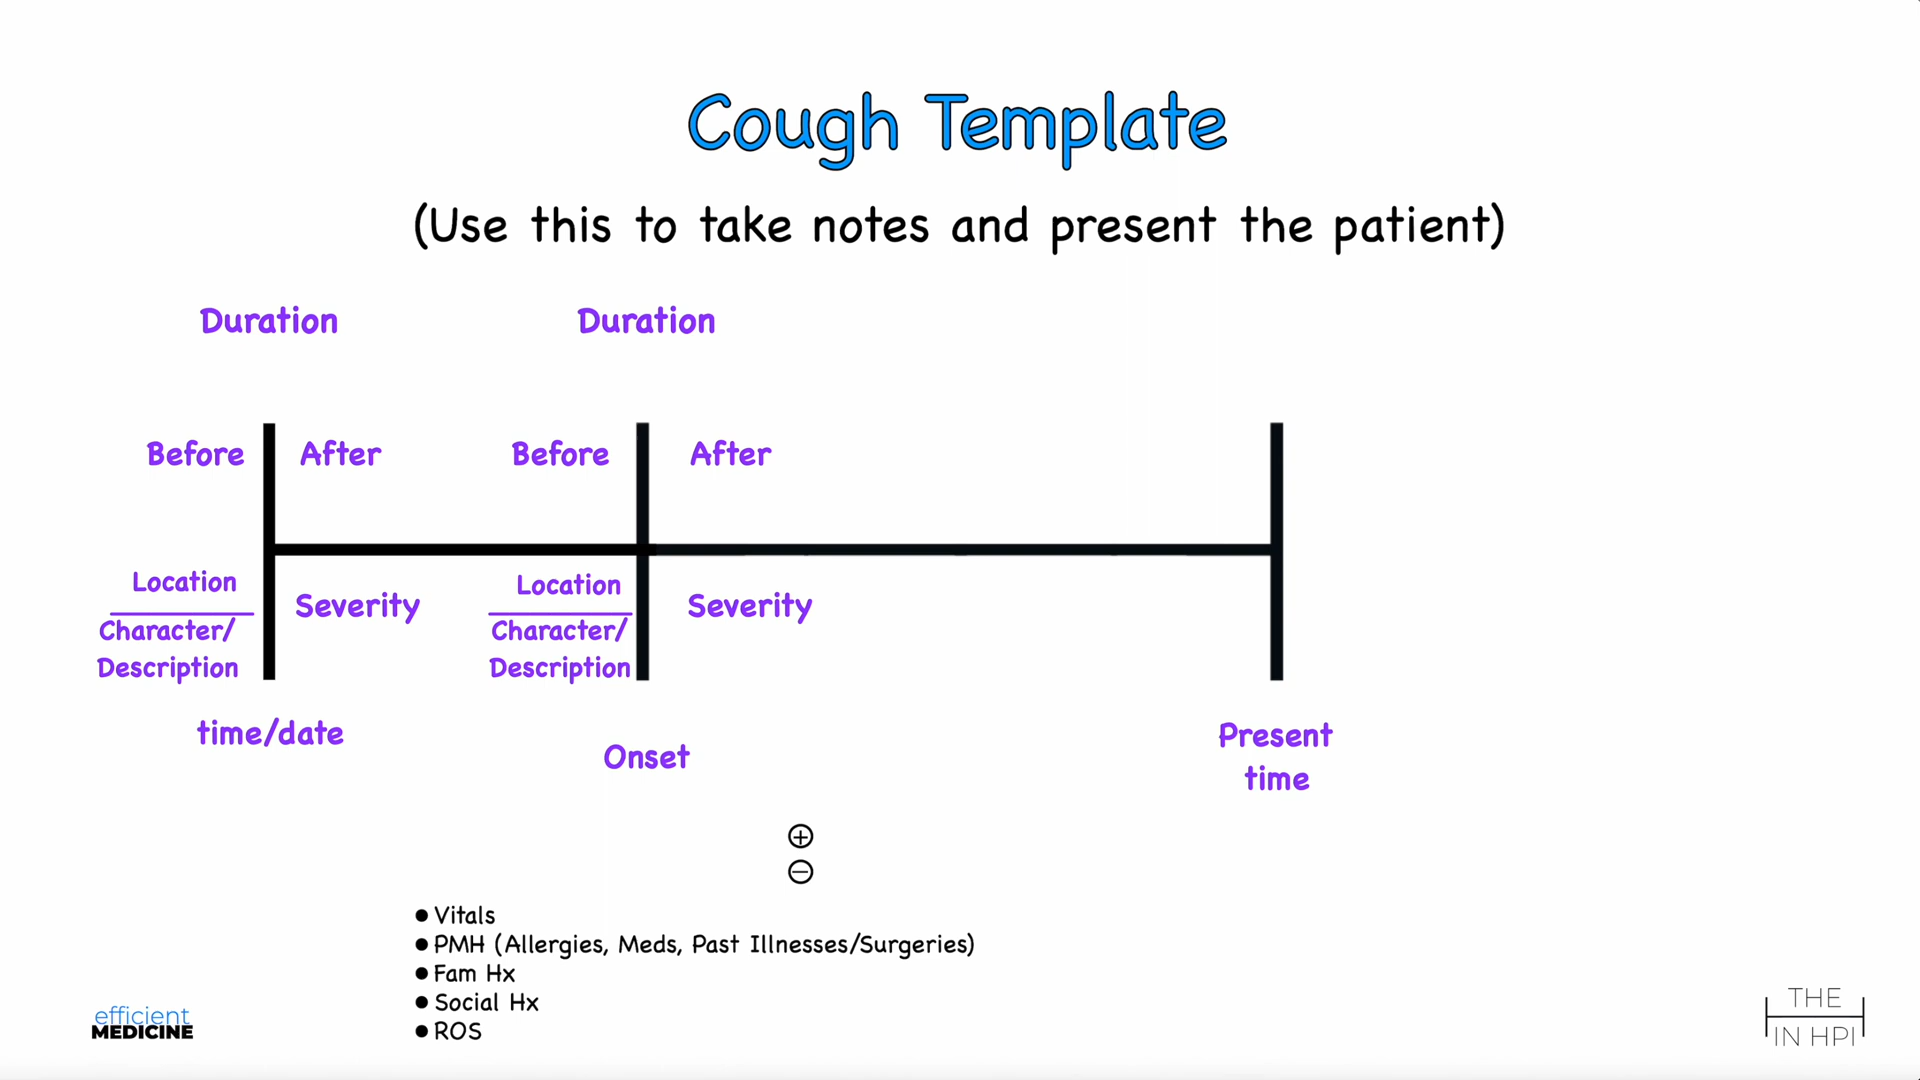 Cough Template
(Use this to take notes and present the patient)
Duration
Duration
Before
After
Before
After
Location
Character/
Description
Severity
Location
Character/
Description
Severity
time/date
Onset
Present
time
⊕
⊖
● Vitals
● PMH (Allergies, Meds, Past Illnesses/Surgeries)
● Fam Hx
● Social Hx
● ROS
efficient
MEDICINE
THE
IN HPI